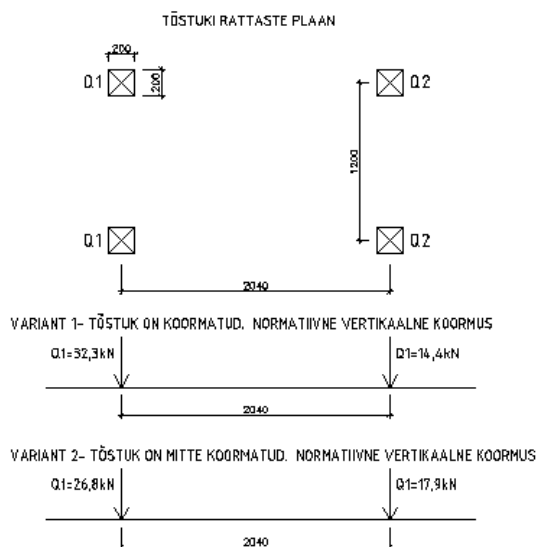 TÕSTUKI RATTASTE PLAAN
200
Q.1
200
Q.2
1200
Q.1
Q.2
2040
VARIANT 1- TÕSTUK ON KOORMATUD. NORMATIIVNE VERTIKAALNE KOORMUS
Q1=32,3kN
Q1=14,4kN
2040
VARIANT 2- TÕSTUK ON MITTE KOORMATUD. NORMATIIVNE VERTIKAALNE KOORMUS
Q1=26,8kN
Q1=17,9kN
2040